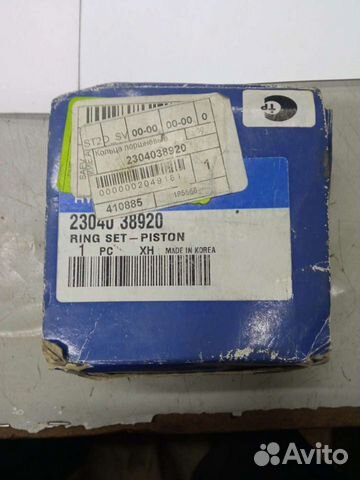 TP
ST2D SV 00-00 00-00 0
Кольца поршневые
2304038920
1
410885
23040 38920
RING SET-PISTON
1 PC XH MADE IN KOREA
Avito